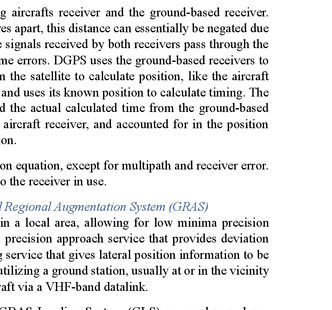 g aircrafts receiver and the ground-based receiver.
es apart, this distance can essentially be negated due
e signals received by both receivers pass through the
me errors. DGPS uses the ground-based receivers to
n the satellite to calculate position, like the aircraft
and uses its known position to calculate timing. The
d the actual calculated time from the ground-based
aircraft receiver, and accounted for in the position
on.
on equation, except for multipath and receiver error.
o the receiver in use.
d Regional Augmentation System (GRAS)
in a local area, allowing for low minima precision
precision approach service that provides deviation
g service that gives lateral position information to be
utilizing a ground station, usually at or in the vicinity
raft via a VHF-band datalink.